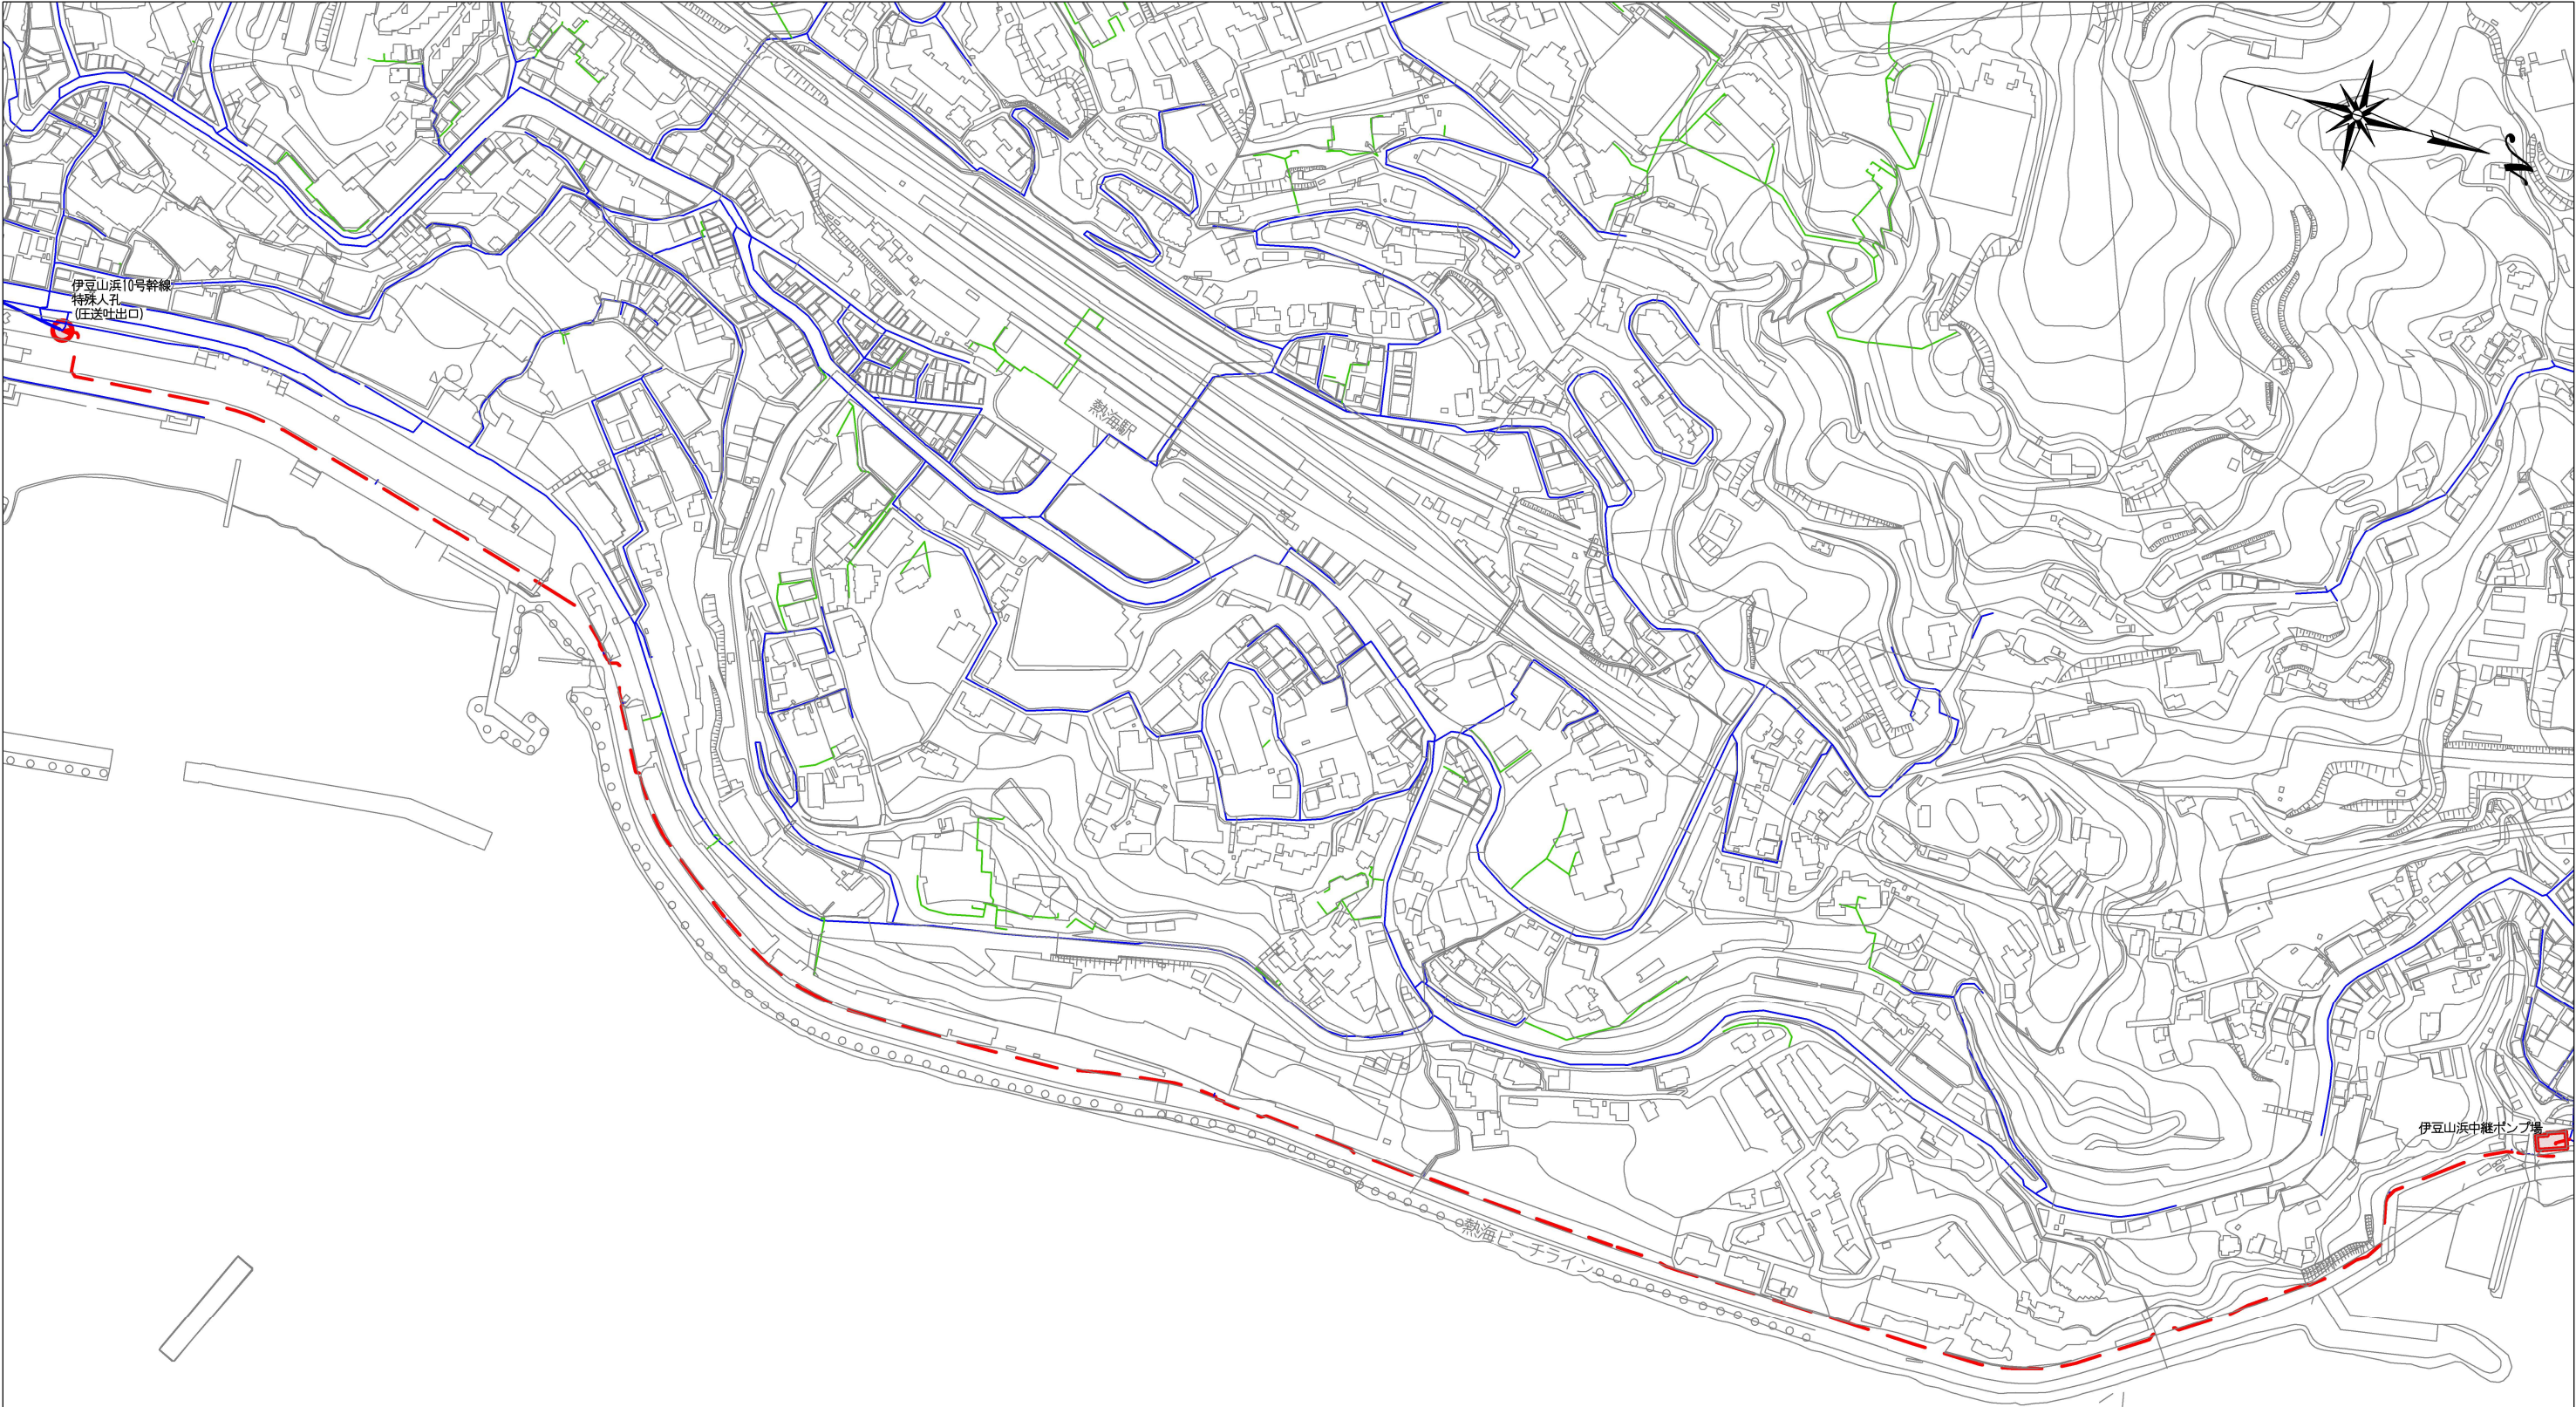 伊豆山浜10号幹線
特殊人孔
(圧送吐出口)
熱海駅
伊豆山浜中継ポンプ場
熱海ビーチライン